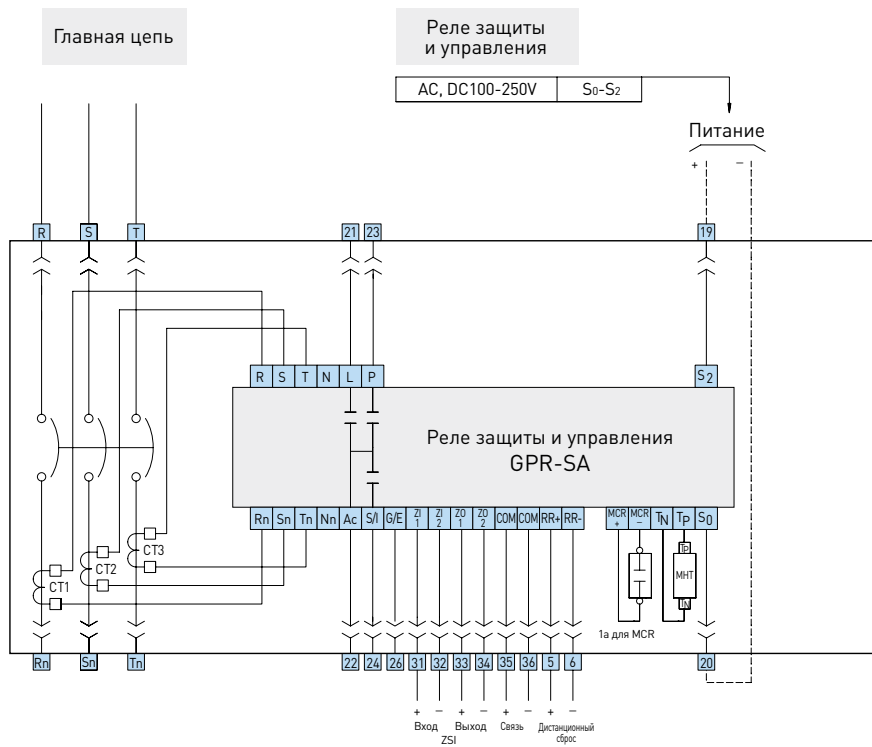 Главная цепь
Реле защиты
и управления
AC, DC100-250V S0-S2
Питание
+ −
R S T 21 23 19
R S T N L P S2
Реле защиты и управления
GPR-SA
Rn Sn Tn Nn Ac S/I G/E ZI 1 ZI 2 ZO 1 ZO 2 COM COM RR+ RR- MCR + MCR − TN TP S0
CT1 CT2 CT3
TP
МНТ
TN
1a для MCR
Rn Sn Tn 22 24 26 31 32 33 34 35 36 5 6 20
+ − + − + − + −
Вход Выход Связь Дистанционный
ZSI сброс